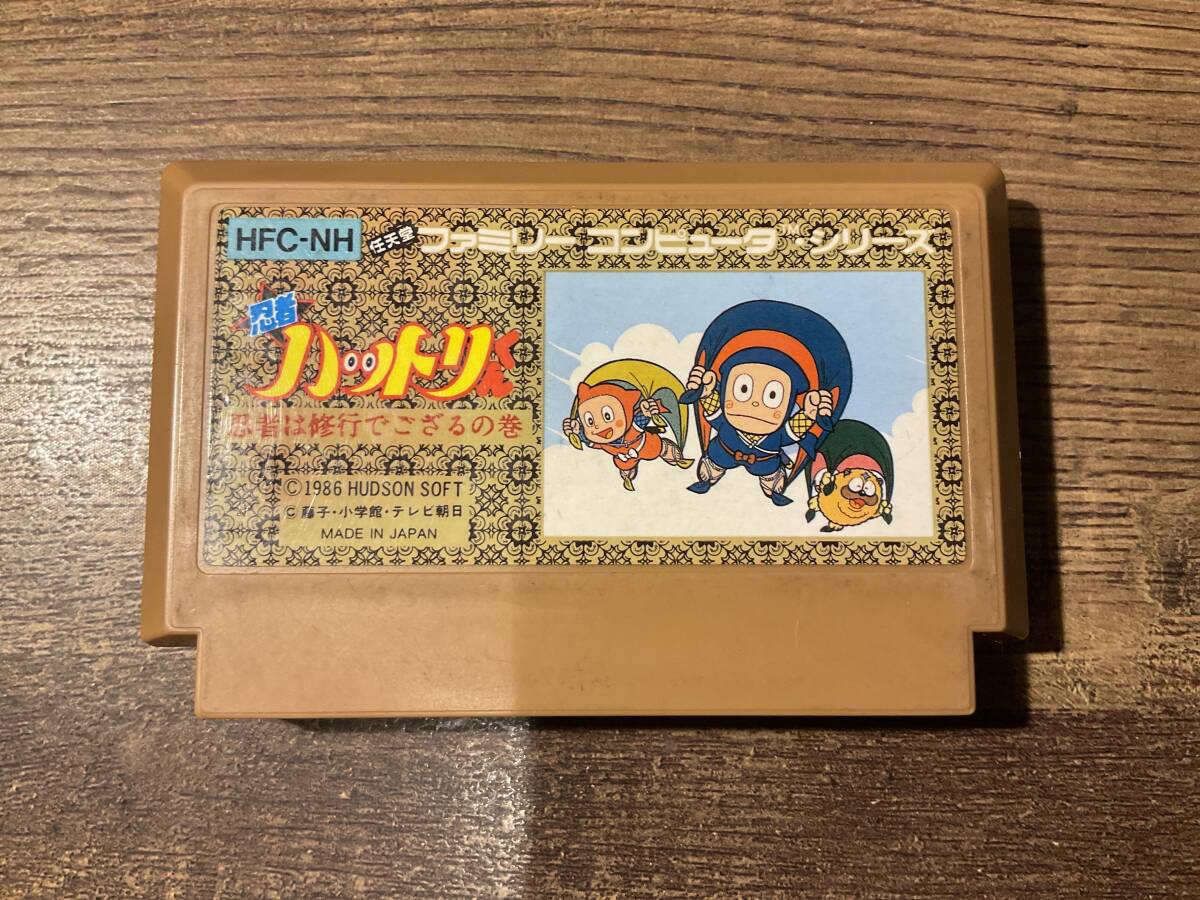 HFC-NH
任天堂 ファミリーコンピュータ™シリーズ
忍者
ハットリくん
忍者は修行でござるの巻
©1986 HUDSON SOFT
©藤子・小学館・テレビ朝日
MADE IN JAPAN